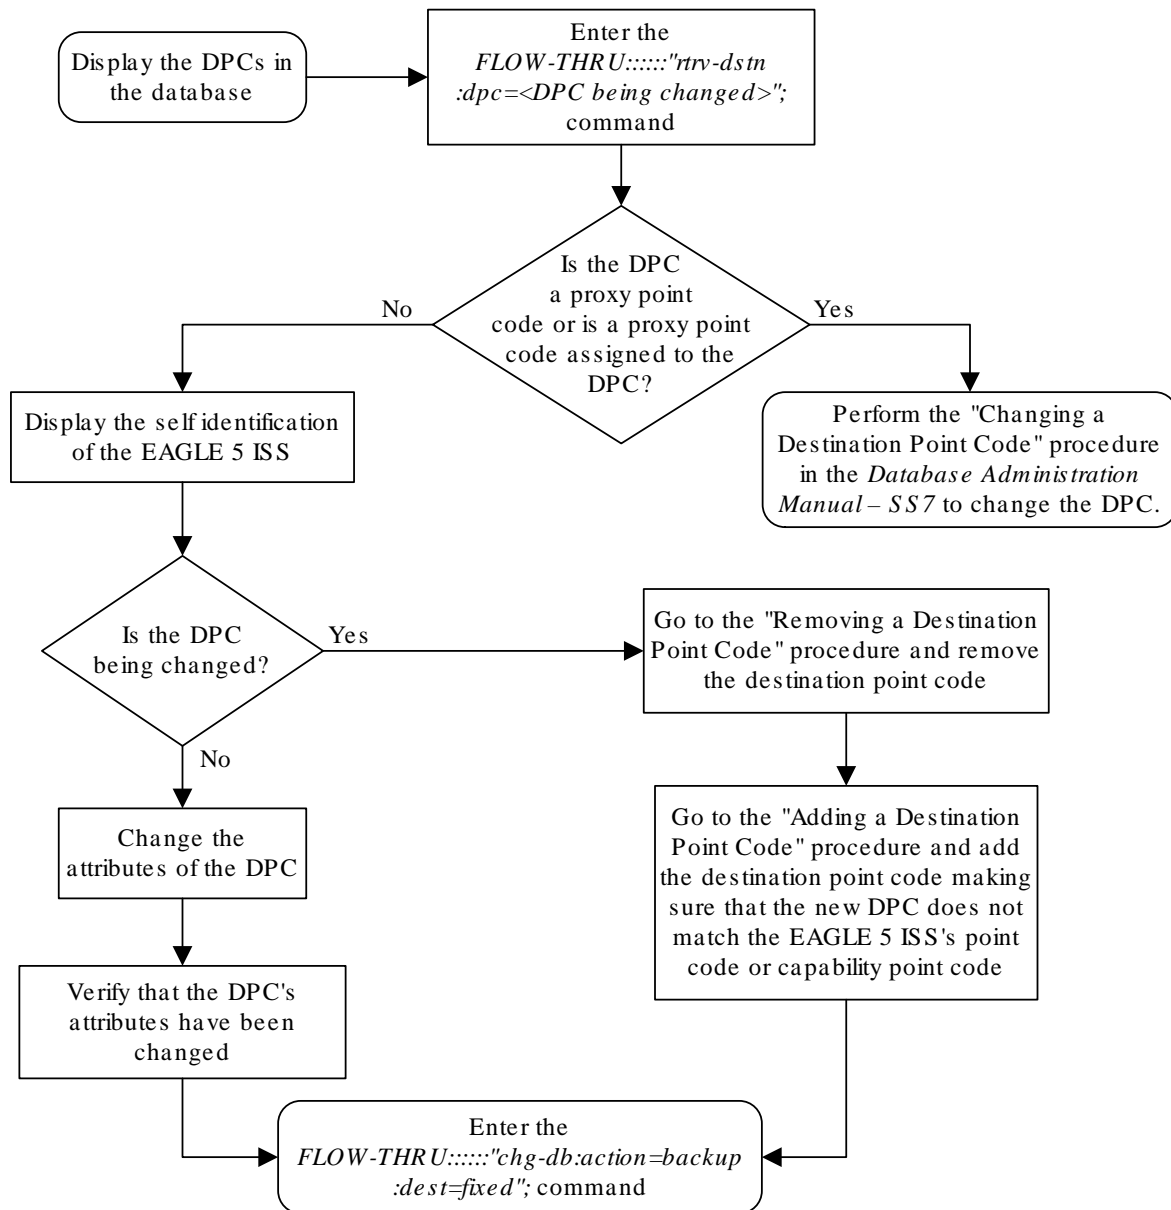 Display the DPCs in
the database
Enter the
FLOW-THRU::::::"rtrv-dstn
:dpc=<DPC being changed>";
command
Is the DPC
a proxy point
code or is a proxy point
code assigned to the
DPC?
No
Yes
Display the self identification
of the EAGLE 5 ISS
Perform the "Changing a
Destination Point Code" procedure
in the Database Administration
Manual – SS7 to change the DPC.
Is the DPC
being changed?
Yes
No
Go to the "Removing a Destination
Point Code" procedure and remove
the destination point code
Change the
attributes of the DPC
Go to the "Adding a Destination
Point Code" procedure and add
the destination point code making
sure that the new DPC does not
match the EAGLE 5 ISS's point
code or capability point code
Verify that the DPC's
attributes have been
changed
Enter the
FLOW-THRU::::::"chg-db:action=backup
:dest=fixed"; command